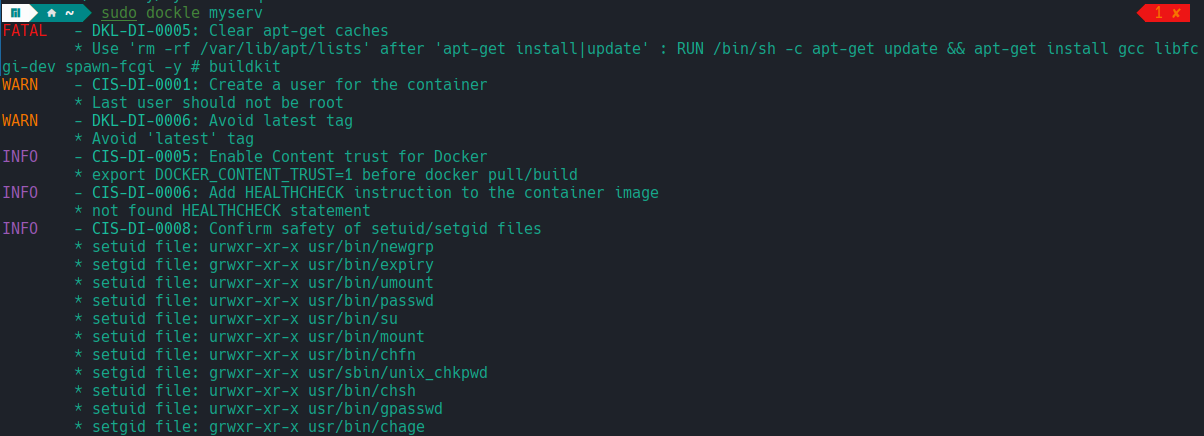 ~ sudo dockle myserv 1 ✘
FATAL - DKL-DI-0005: Clear apt-get caches
* Use 'rm -rf /var/lib/apt/lists' after 'apt-get install|update' : RUN /bin/sh -c apt-get update && apt-get install gcc libfc
gi-dev spawn-fcgi -y # buildkit
WARN - CIS-DI-0001: Create a user for the container
* Last user should not be root
WARN - DKL-DI-0006: Avoid latest tag
* Avoid 'latest' tag
INFO - CIS-DI-0005: Enable Content trust for Docker
* export DOCKER_CONTENT_TRUST=1 before docker pull/build
INFO - CIS-DI-0006: Add HEALTHCHECK instruction to the container image
* not found HEALTHCHECK statement
INFO - CIS-DI-0008: Confirm safety of setuid/setgid files
* setuid file: urwxr-xr-x usr/bin/newgrp
* setgid file: grwxr-xr-x usr/bin/expiry
* setuid file: urwxr-xr-x usr/bin/umount
* setuid file: urwxr-xr-x usr/bin/passwd
* setuid file: urwxr-xr-x usr/bin/su
* setuid file: urwxr-xr-x usr/bin/mount
* setuid file: urwxr-xr-x usr/bin/chfn
* setgid file: grwxr-xr-x usr/sbin/unix_chkpwd
* setuid file: urwxr-xr-x usr/bin/chsh
* setuid file: urwxr-xr-x usr/bin/gpasswd
* setgid file: grwxr-xr-x usr/bin/chage